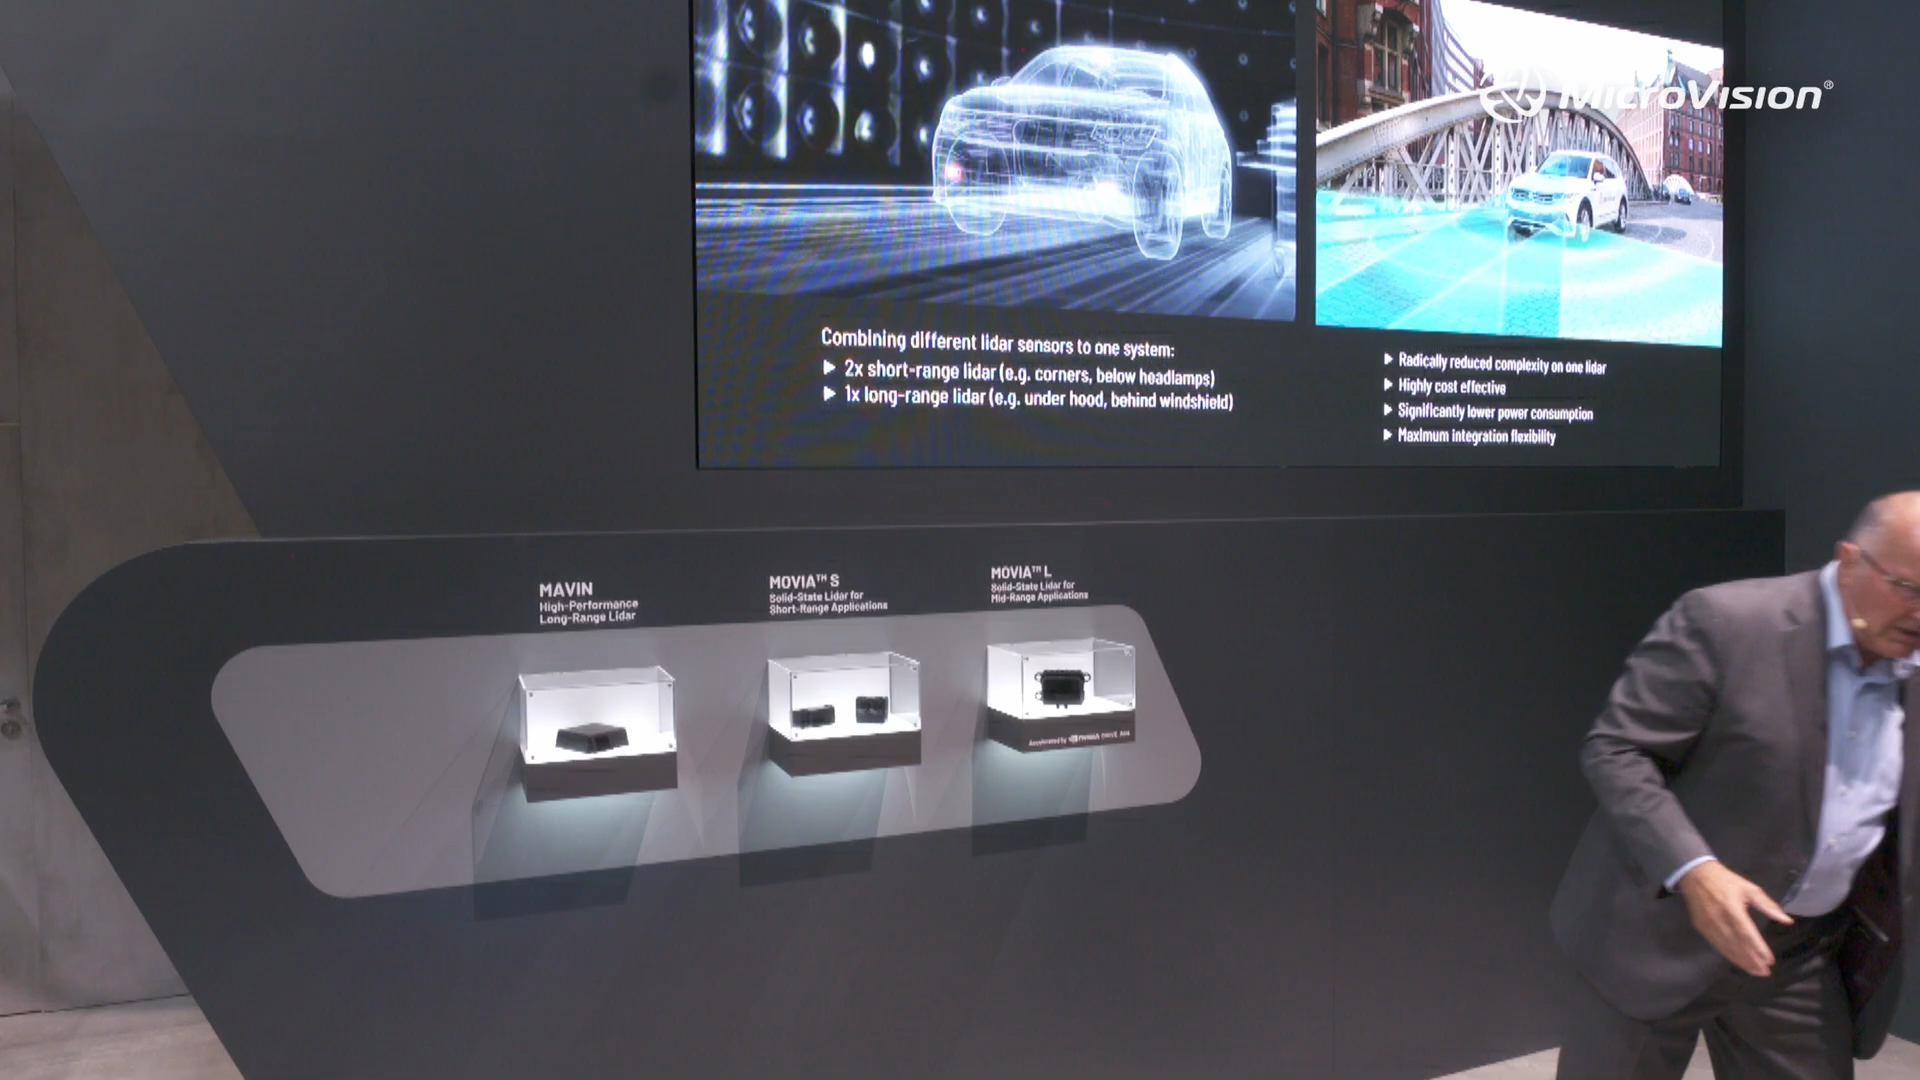 MicroVision®
Combining different lidar sensors to one system:
▶ 2x short-range lidar (e.g. corners, below headlamps)
▶ 1x long-range lidar (e.g. under hood, behind windshield)
▶ Radically reduced complexity on one lidar
▶ Highly cost effective
▶ Significantly lower power consumption
▶ Maximum integration flexibility
MAVIN
High-Performance
Long-Range Lidar
MOVIA™ S
Solid-State Lidar for
Short-Range Applications
MOVIA™ L
Solid-State Lidar for
Mid-Range Applications
Accelerated by NVIDIA